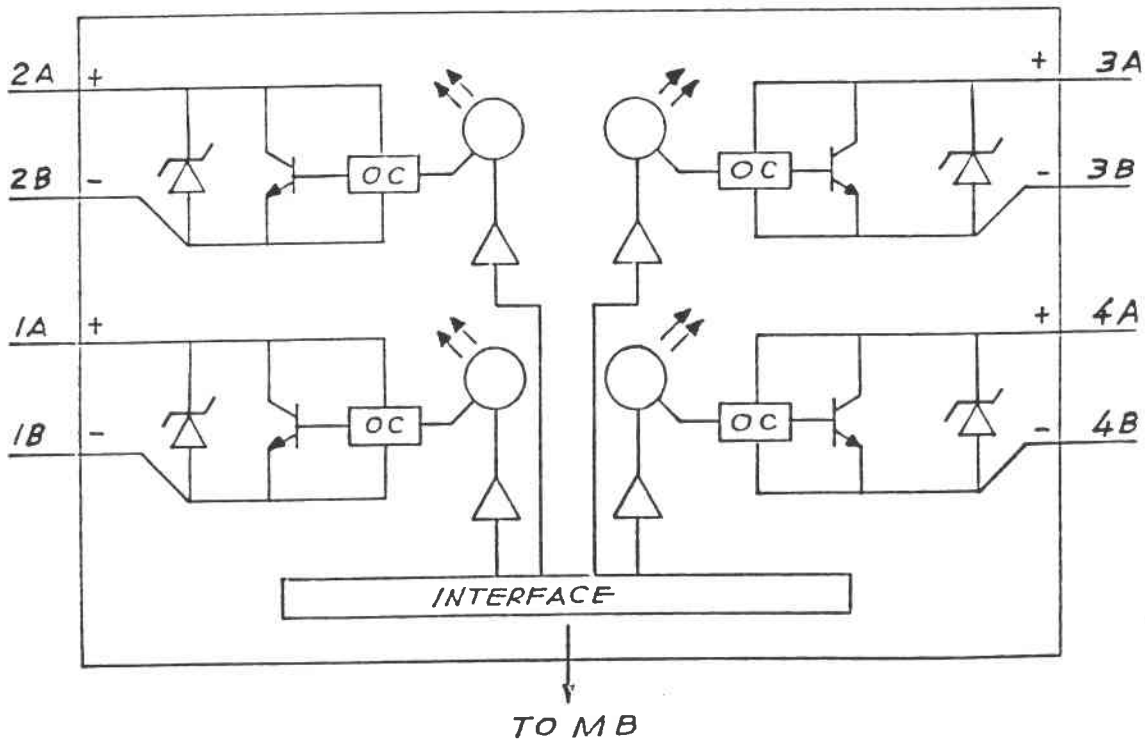 2A +
+ 3A
OC
OC
2B -
- 3B
1A +
+ 4A
OC
OC
1B -
- 4B
INTERFACE
TO MB